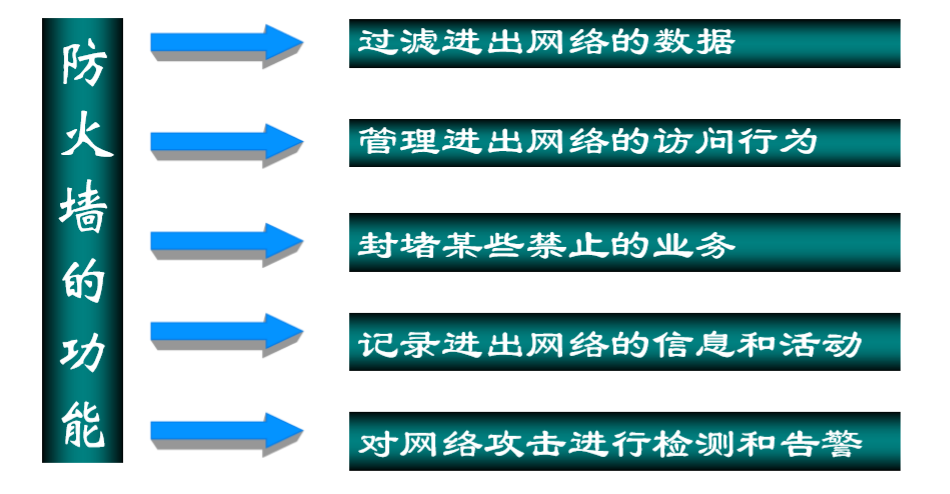 防火墙的功能
过滤进出网络的数据
管理进出网络的访问行为
封堵某些禁止的业务
记录进出网络的信息和活动
对网络攻击进行检测和告警